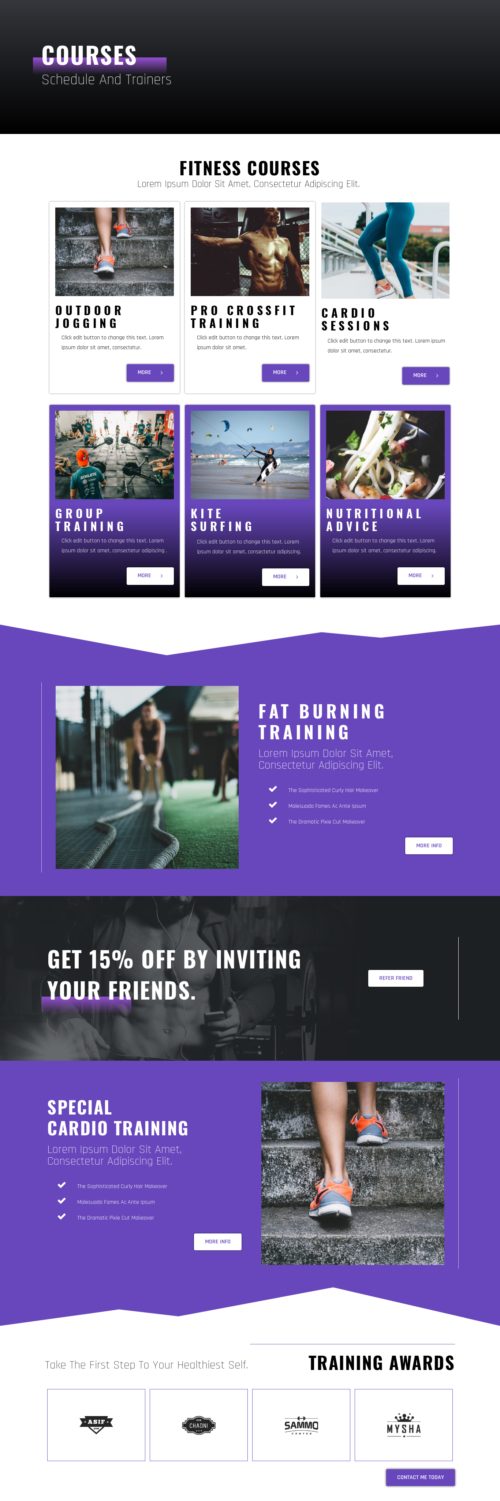 COURSES
Schedule And Trainers
FITNESS COURSES
Lorem Ipsum Dolor Sit Amet, Consectetur Adipiscing Elit.
OUTDOOR
JOGGING
Click edit button to change this text. Lorem
ipsum dolor sit amet, consectetur.
MORE
PRO CROSSFIT
TRAINING
Click edit button to change this text. Lorem
ipsum dolor sit amet.
MORE
CARDIO
SESSIONS
Click edit button to change this text. Lorem
ipsum dolor sit amet, consectetur.
MORE
GROUP
TRAINING
Click edit button to change this text. Lorem
ipsum dolor sit amet, consectetur adipiscing .
MORE
KITE
SURFING
Click edit button to change this text. Lorem
ipsum dolor sit amet, consectetur adipiscing.
MORE
NUTRITIONAL
ADVICE
Click edit button to change this text. Lorem
ipsum dolor sit amet, consectetur adipiscing.
MORE
FAT BURNING
TRAINING
Lorem Ipsum Dolor Sit Amet,
Consectetur Adipiscing Elit.
The Sophisticated Curly Hair Makeover
Malesuada Fames Ac Ante Ipsum
The Dramatic Pixie Cut Makeover
MORE INFO
GET 15% OFF BY INVITING
YOUR FRIENDS.
REFER FRIEND
SPECIAL
CARDIO TRAINING
Lorem Ipsum Dolor Sit Amet,
Consectetur Adipiscing Elit.
The Sophisticated Curly Hair Makeover
Malesuada Fames Ac Ante Ipsum
The Dramatic Pixie Cut Makeover
MORE INFO
Take The First Step To Your Healthiest Self.
TRAINING AWARDS
ASIF
CHAONI
SAMMO
CENTER
MYSHA
CONTACT ME TODAY